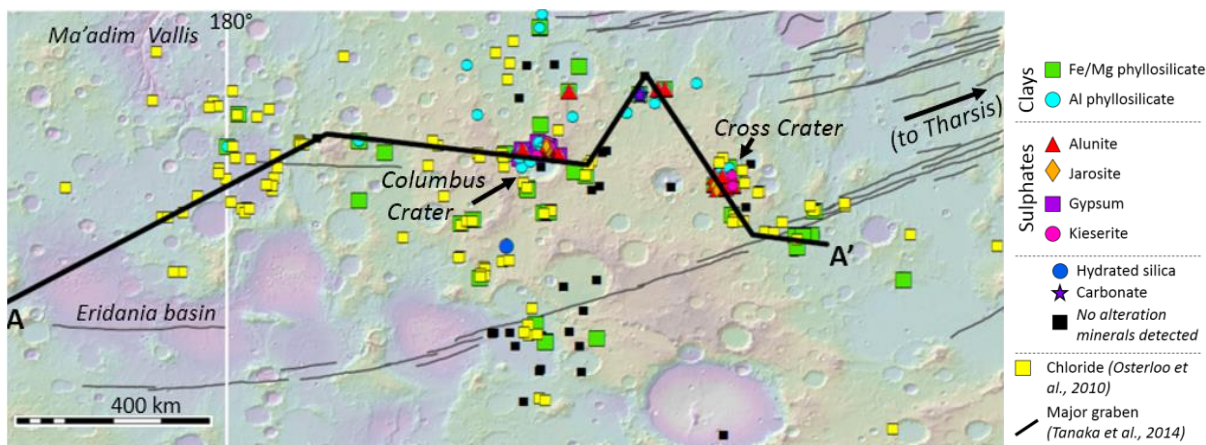 180°
Ma'adim Vallis
(to Tharsis)
Cross Crater
Columbus
Crater
A'
A
Eridania basin
400 km
Clays
Fe/Mg phyllosilicate
Al phyllosilicate
Sulphates
Alunite
Jarosite
Gypsum
Kieserite
Hydrated silica
Carbonate
No alteration
minerals detected
Chloride (Osterloo et
al., 2010)
Major graben
(Tanaka et al., 2014)